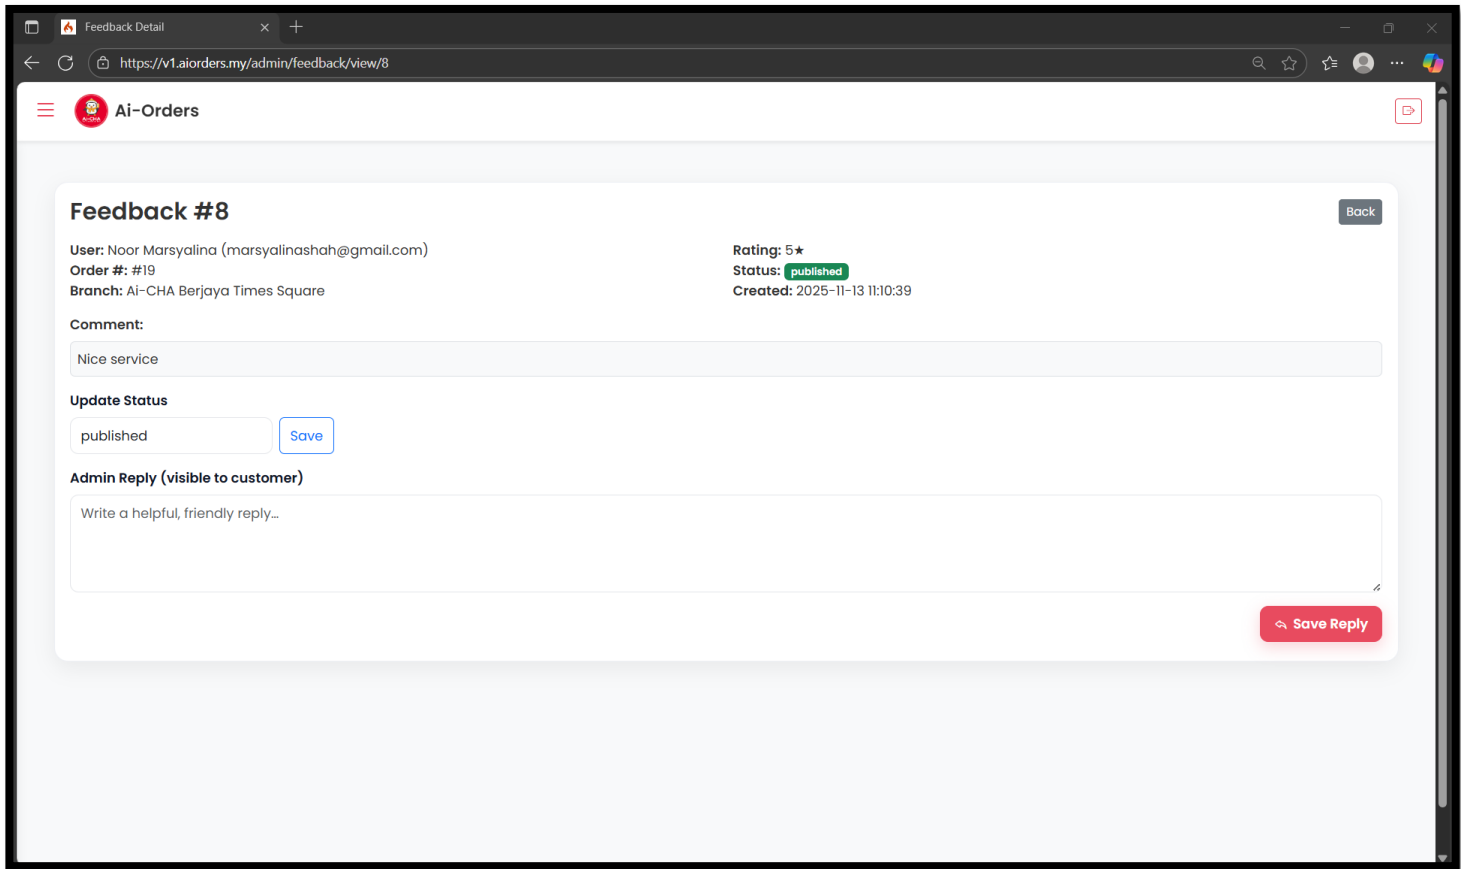 Feedback Detail
https://v1.aiorders.my/admin/feedback/view/8
Ai-CHA
Ai-Orders
Feedback #8
Back
User: Noor Marsyalina (marsyalinashah@gmail.com)
Rating: 5★
Order #: #19
Status: published
Branch: Ai-CHA Berjaya Times Square
Created: 2025-11-13 11:10:39
Comment:
Nice service
Update Status
published
Save
Admin Reply (visible to customer)
Write a helpful, friendly reply...
Save Reply